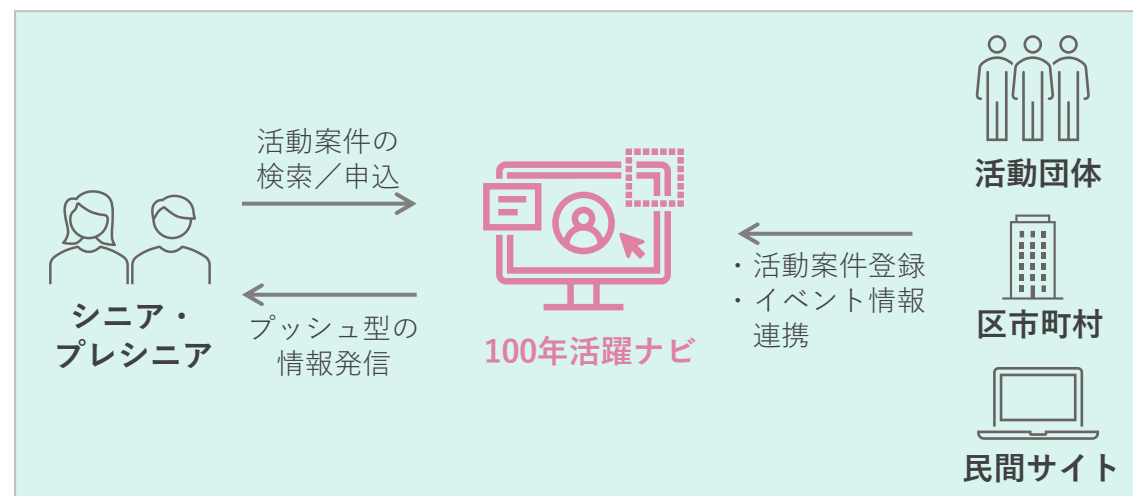 活動案件の
検索／申込
シニア・
プレシニア
プッシュ型の
情報発信
100年活躍ナビ
・活動案件登録
・イベント情報
連携
活動団体
区市町村
民間サイト